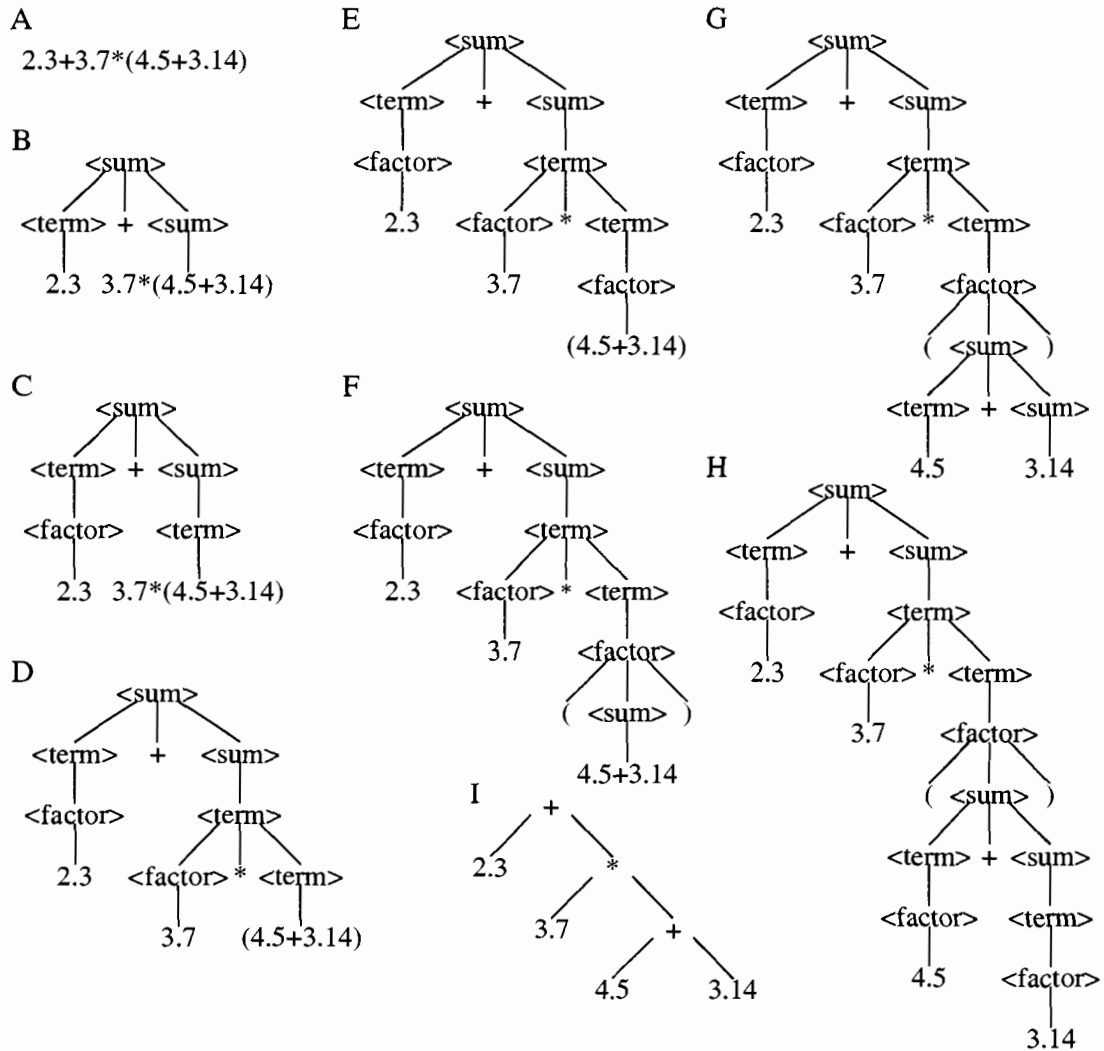 A
2.3+3.7*(4.5+3.14)
B
<sum>
<term> + <sum>
2.3 3.7*(4.5+3.14)
C
<sum>
<term> + <sum>
<factor> <term>
2.3 3.7*(4.5+3.14)
D
<sum>
<term> + <sum>
<factor> <term>
2.3 <factor> * <term>
3.7 (4.5+3.14)
E
<sum>
<term> + <sum>
<factor> <term>
2.3 <factor> * <term>
3.7 <factor>
(4.5+3.14)
F
<sum>
<term> + <sum>
<factor> <term>
2.3 <factor> * <term>
3.7 <factor>
( <sum> )
4.5+3.14
G
<sum>
<term> + <sum>
<factor> <term>
2.3 <factor> * <term>
3.7 <factor>
( <sum> )
<term> + <sum>
4.5 3.14
H
<sum>
<term> + <sum>
<factor> <term>
2.3 <factor> * <term>
3.7 <factor>
( <sum> )
<term> + <sum>
<factor> <term>
4.5 <factor>
3.14
I
+
2.3 *
3.7 +
4.5 3.14